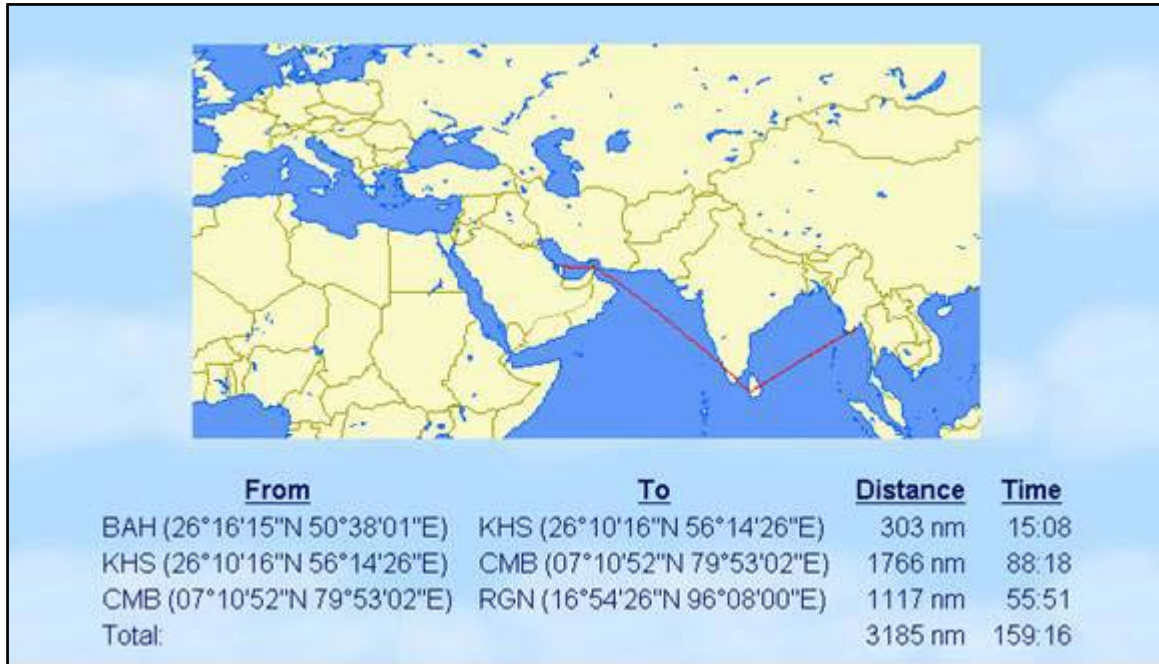 From To Distance Time
BAH (26°16'15"N 50°38'01"E) KHS (26°10'16"N 56°14'26"E) 303 nm 15:08
KHS (26°10'16"N 56°14'26"E) CMB (07°10'52"N 79°53'02"E) 1766 nm 88:18
CMB (07°10'52"N 79°53'02"E) RGN (16°54'26"N 96°08'00"E) 1117 nm 55:51
Total: 3185 nm 159:16